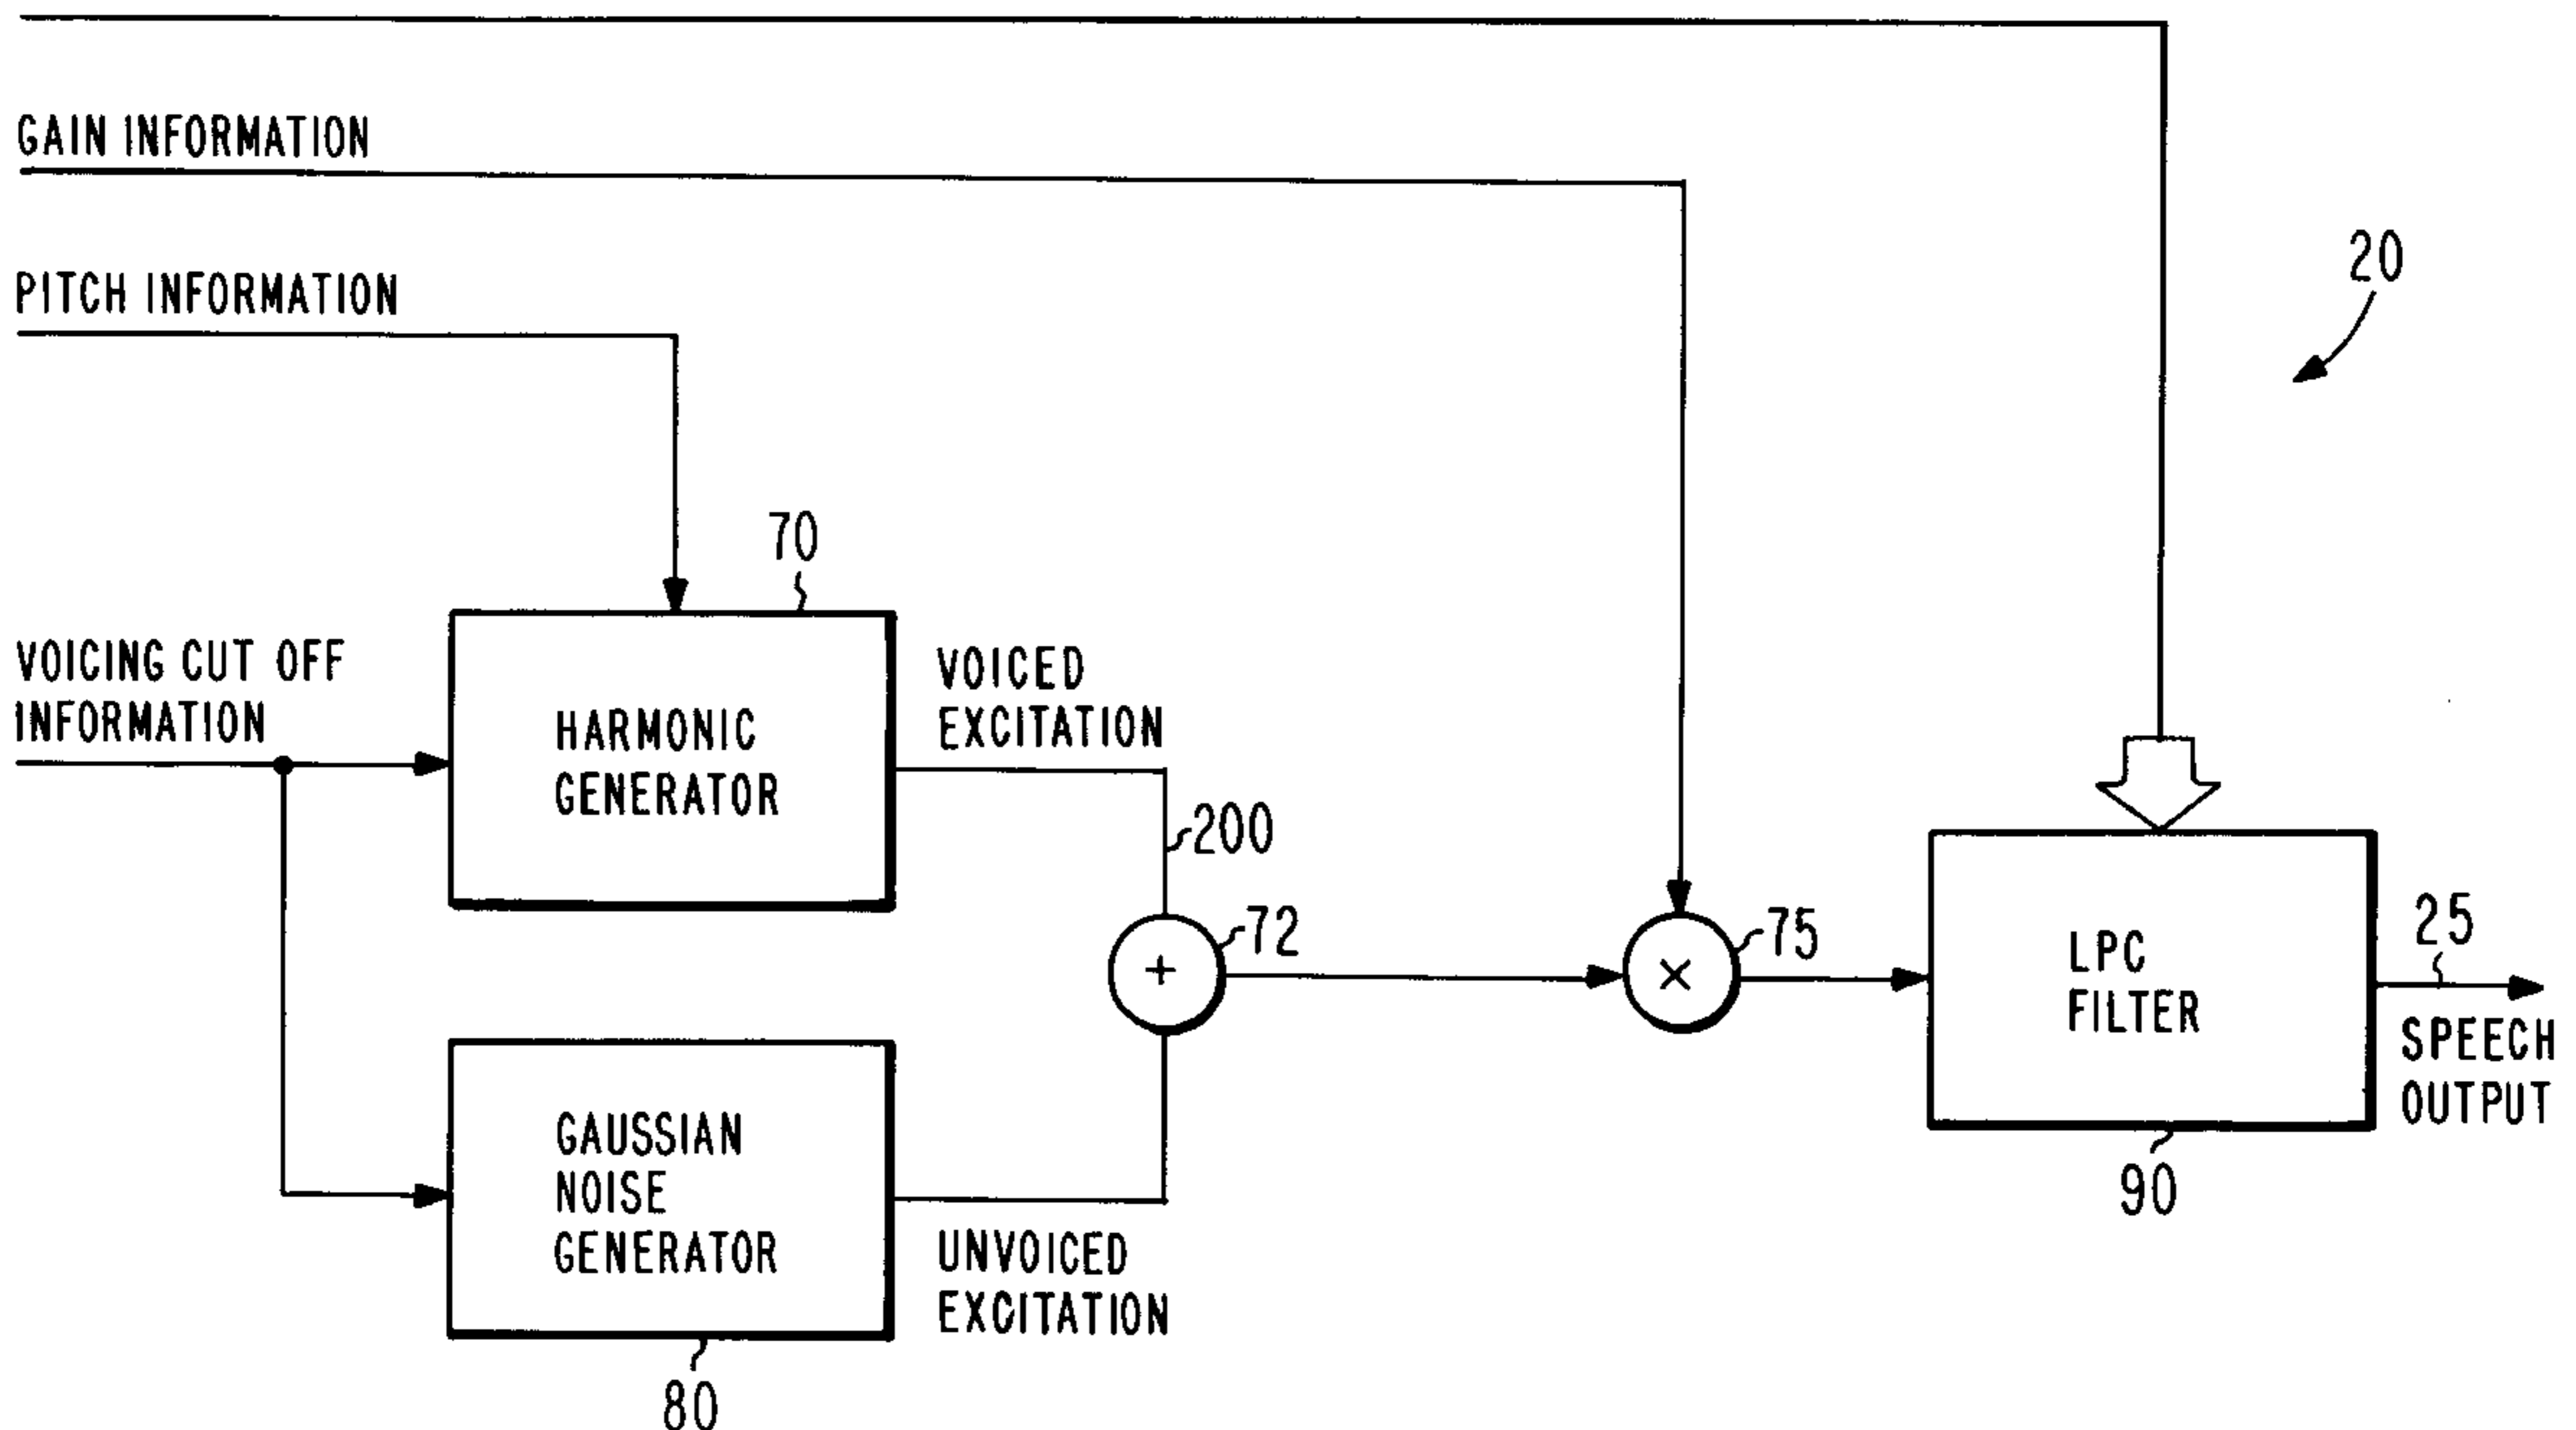 GAIN INFORMATION
PITCH INFORMATION
20
70
VOICING CUT OFF
INFORMATION
HARMONIC
GENERATOR
VOICED
EXCITATION
200
+
72
×
75
LPC
FILTER
25
SPEECH
OUTPUT
90
GAUSSIAN
NOISE
GENERATOR
UNVOICED
EXCITATION
80